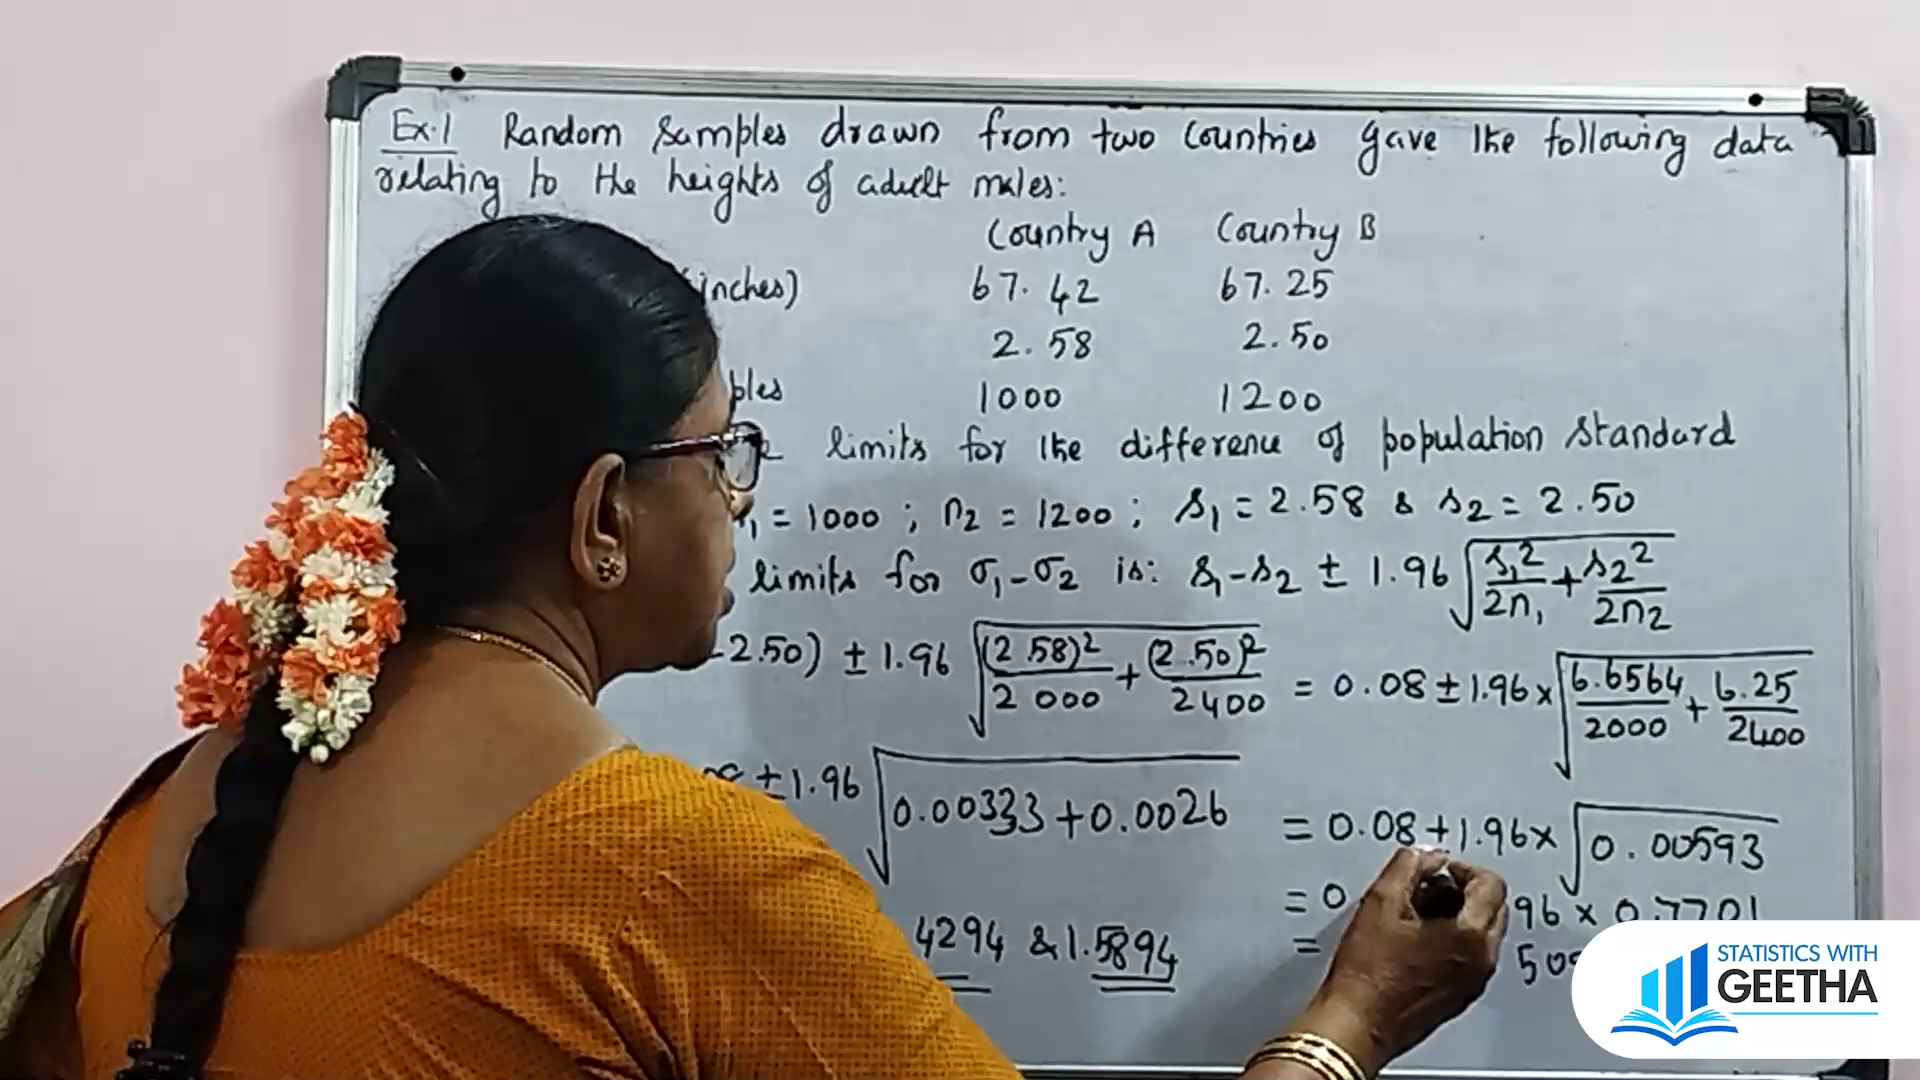 Ex.1 Random Samples drawn from two Countries gave the following data
relating to the heights of adult males:
Country A Country B
inches) 67.42 67.25
2.58 2.50
1000 1200
limits for the difference of population Standard
= 1000 ; n2 = 1200 ; s1 = 2.58 & s2 = 2.50
limits for σ1-σ2 is: s1-s2 ± 1.96 √(s1²/2n1 + s2²/2n2)
2.50) ± 1.96 √((2.58)²/2000 + (2.50)²/2400) = 0.08 ± 1.96 × √(6.6564/2000 + 6.25/2400)
±1.96 √(0.00333+0.0026)
= 0.08 + 1.96 × √0.00593
= 0 96 × 0.7701
4294 & 1.5894
=
STATISTICS WITH
GEETHA